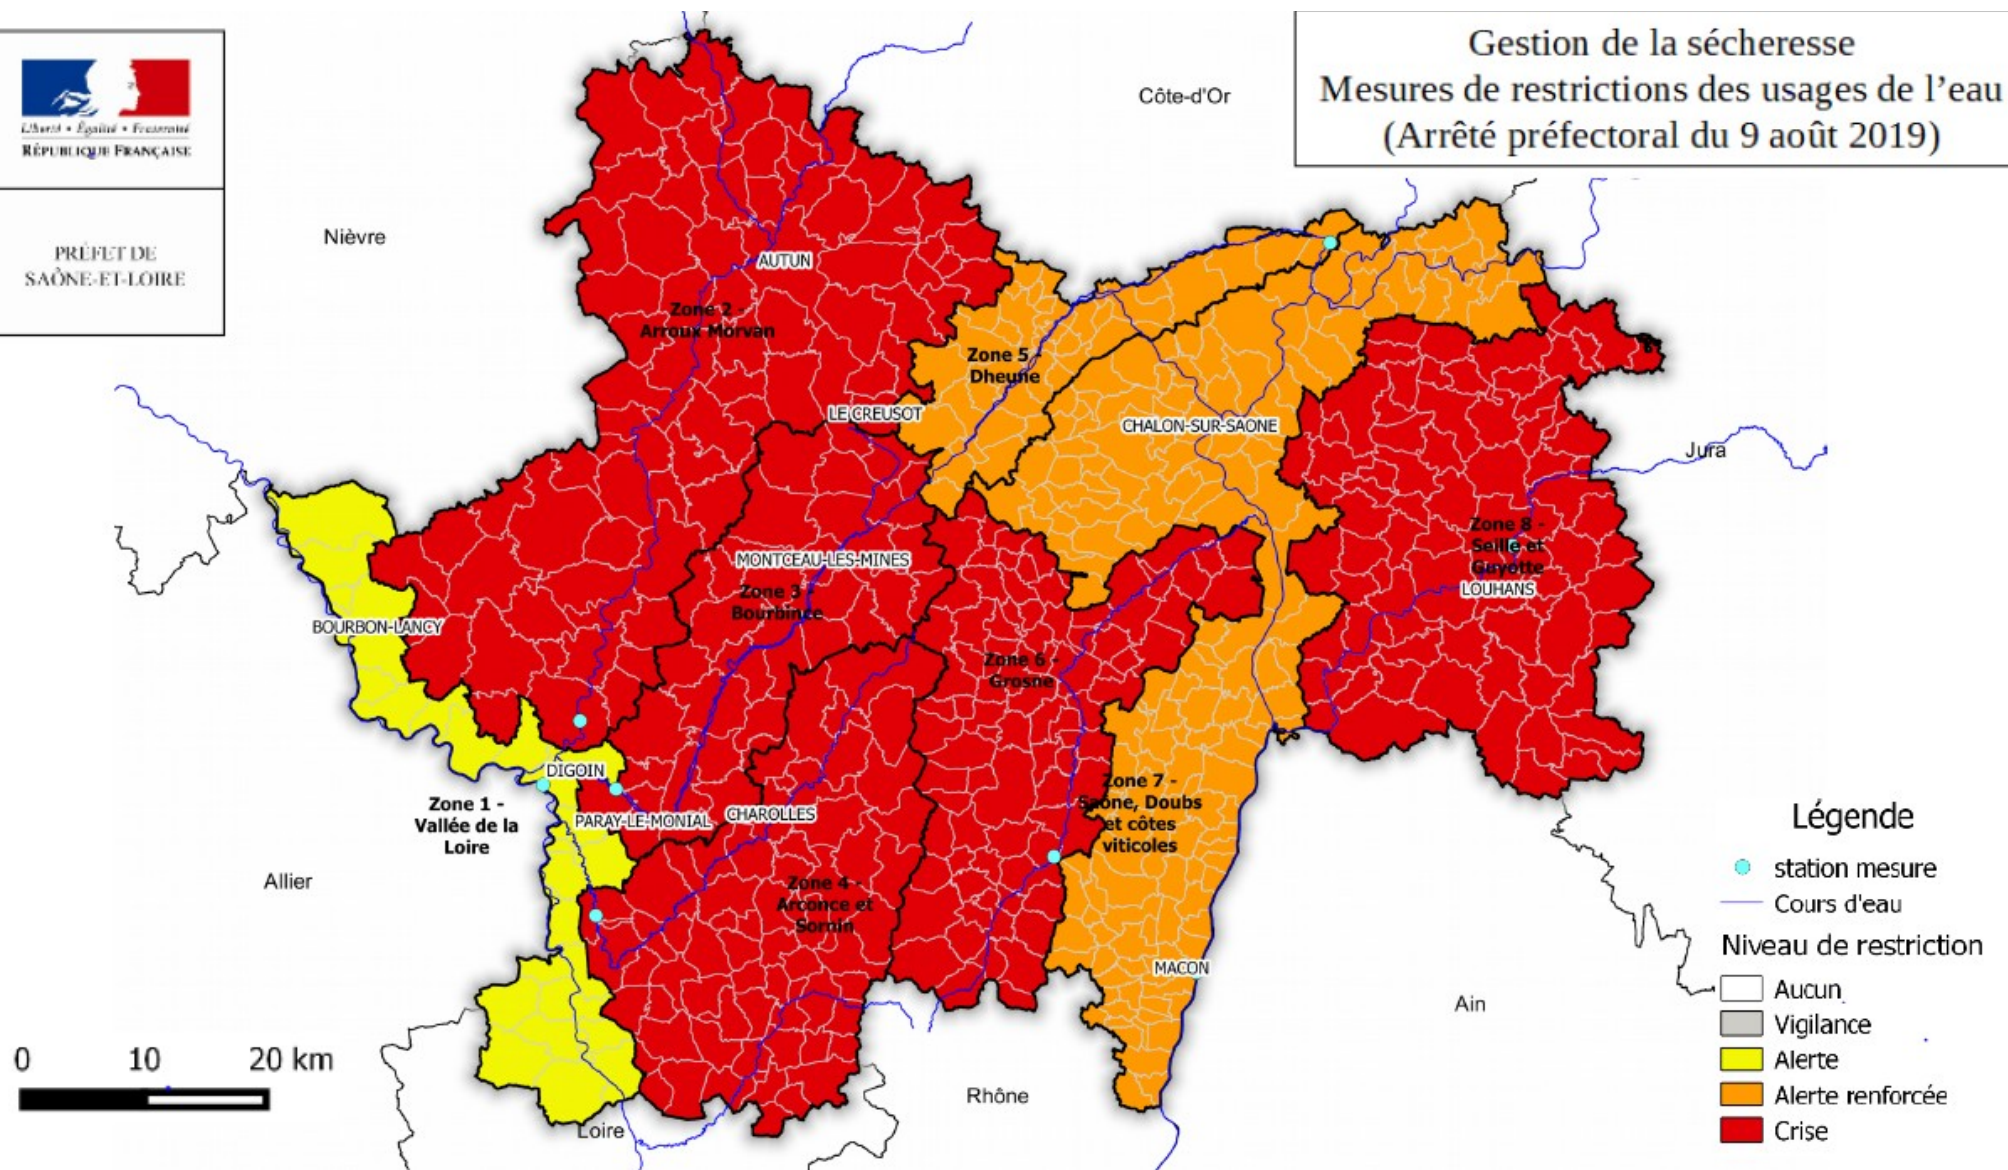 Liberté • Égalité • Fraternité
RÉPUBLIQUE FRANÇAISE
PRÉFET DE
SAÔNE-ET-LOIRE
Gestion de la sécheresse
Mesures de restrictions des usages de l'eau
(Arrêté préfectoral du 9 août 2019)
Côte-d'Or
Nièvre
AUTUN
Zone 2 -
Arroux Morvan
Zone 5 -
Dheune
LE CREUSOT
CHALON-SUR-SAONE
Jura
Zone 8 -
Seille et
Guyotte
LOUHANS
MONTCEAU-LES-MINES
Zone 3 -
Bourbince
BOURBON-LANCY
Zone 6 -
Grosne
DIGOIN
Zone 1 -
Vallée de la
Loire
PARAY-LE-MONIAL
CHAROLLES
Zone 7 -
Saône, Doubs
et côtes
viticoles
Allier
Zone 4 -
Arconce et
Sornin
MACON
Ain
Rhône
Loire
0 10 20 km
Légende
station mesure
Cours d'eau
Niveau de restriction
Aucun
Vigilance
Alerte
Alerte renforcée
Crise